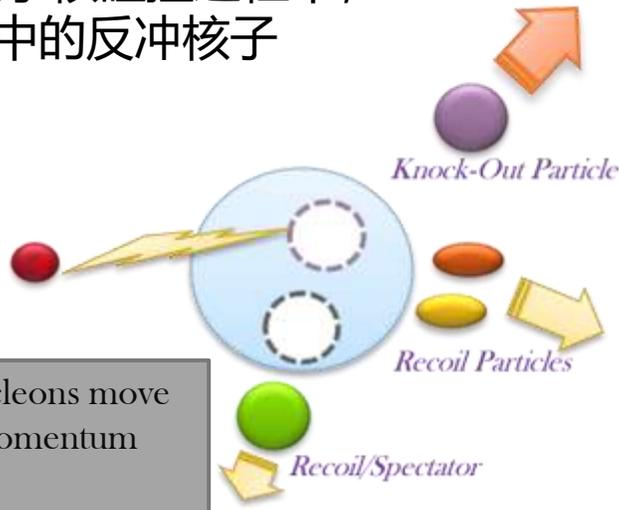 中的反冲核子
Knock-Out Particle
Recoil Particles
cleons move
omentum
Recoil/Spectator